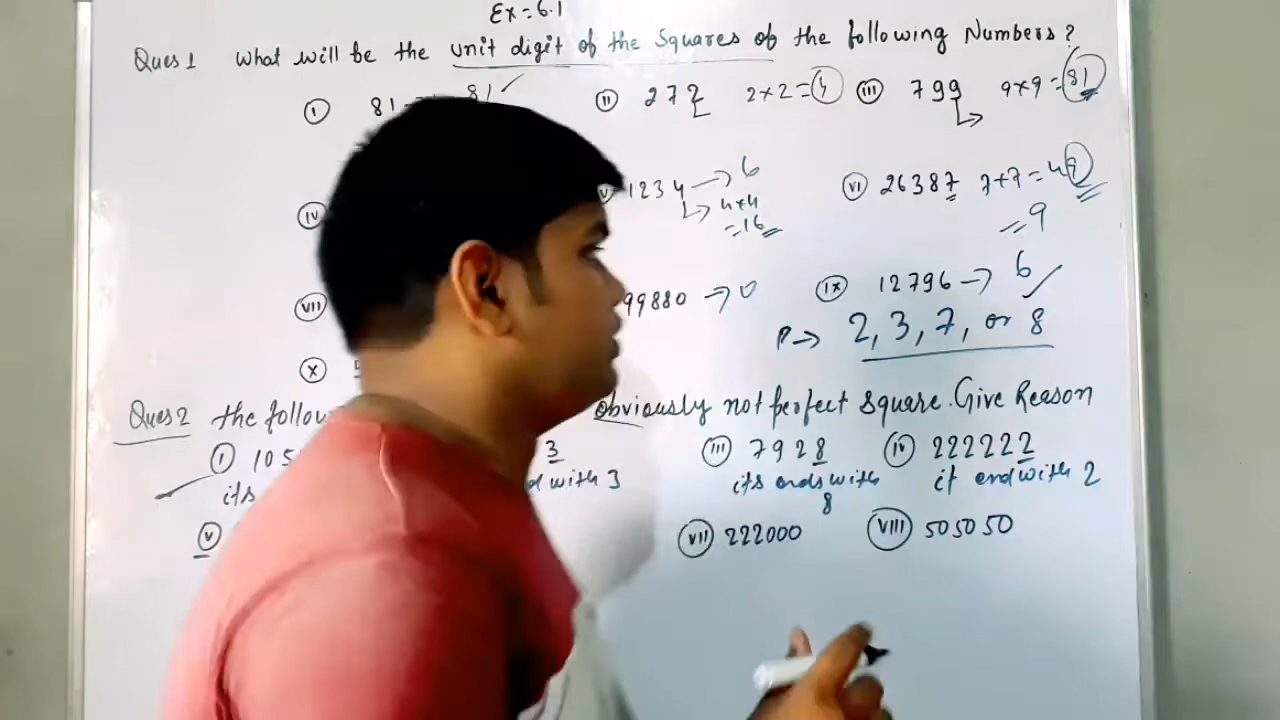 Ex = 6.1
Ques 1 What will be the unit digit of the Squares of the following Numbers?
(i) 81 81 (ii) 272 2×2=4 (iii) 799 9×9=81
(iv) 1234 → 6 (vi) 26387 7+7=49
4×4
=16 =9
(vii) 99880 → 0 (ix) 12796 → 6
P → 2, 3, 7, or 8
(x)
Ques 2 the follow obviously not perfect square. Give Reason
(i) 105 3 (iii) 7928 (iv) 222222
its d with 3 its ends with 8 it end with 2
(v) (vii) 222000 (viii) 505050